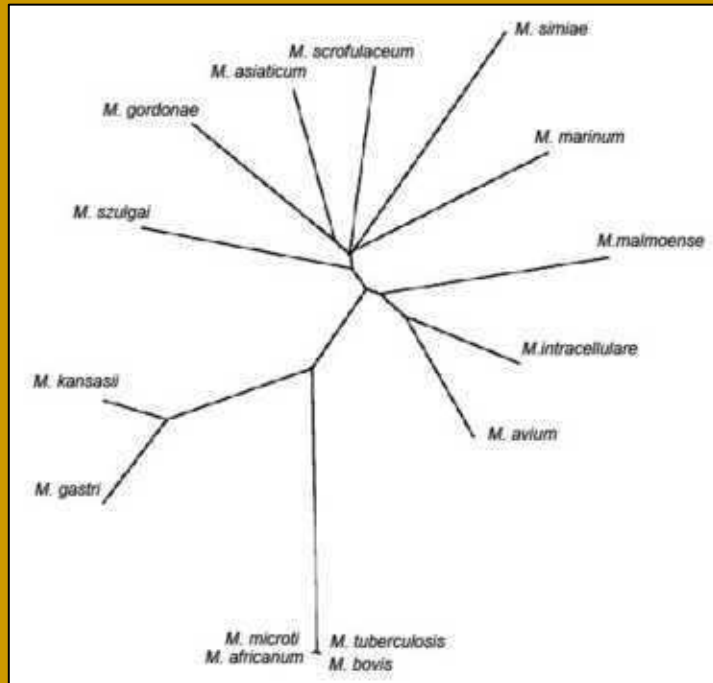 M. simiae
M. scrofulaceum
M. asiaticum
M. gordonae
M. marinum
M. szulgai
M.malmoense
M.intracellulare
M. kansasii
M. avium
M. gastri
M. microti
M. tuberculosis
M. africanum
M. bovis